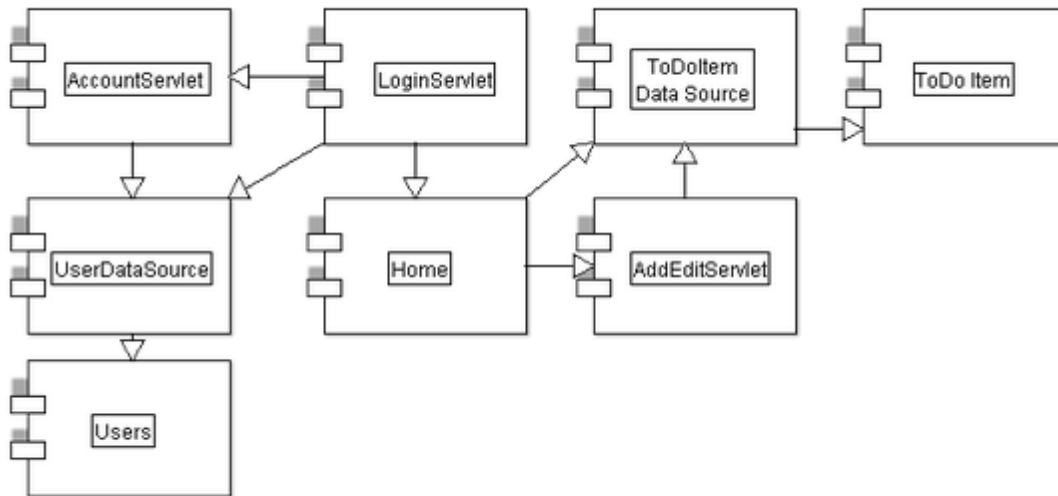 AccountServlet
LoginServlet
ToDoItem
Data Source
ToDo Item
UserDataSource
Home
AddEditServlet
Users